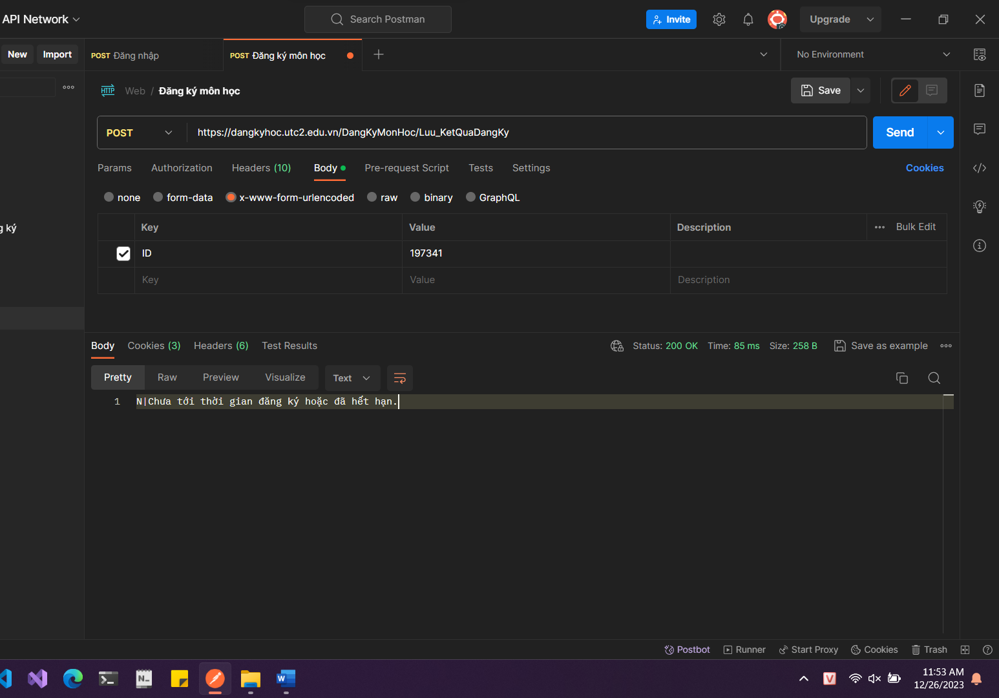 API Network
Search Postman
Invite
Upgrade
New
Import
POST Đăng nhập
POST Đăng ký môn học
No Environment
HTTP
Web / Đăng ký môn học
Save
POST
https://dangkyhoc.utc2.edu.vn/DangKyMonHoc/Luu_KetQuaDangKy
Send
Params Authorization Headers (10) Body Pre-request Script Tests Settings Cookies
none form-data x-www-form-urlencoded raw binary GraphQL
Key Value Description Bulk Edit
ID 197341
Key Value Description
g ký
Body Cookies (3) Headers (6) Test Results Status: 200 OK Time: 85 ms Size: 258 B Save as example
Pretty Raw Preview Visualize Text
1 N|Chưa tới thời gian đăng ký hoặc đã hết hạn.
Postbot Runner Start Proxy Cookies Trash
N_
W
V
11:53 AM
12/26/2023